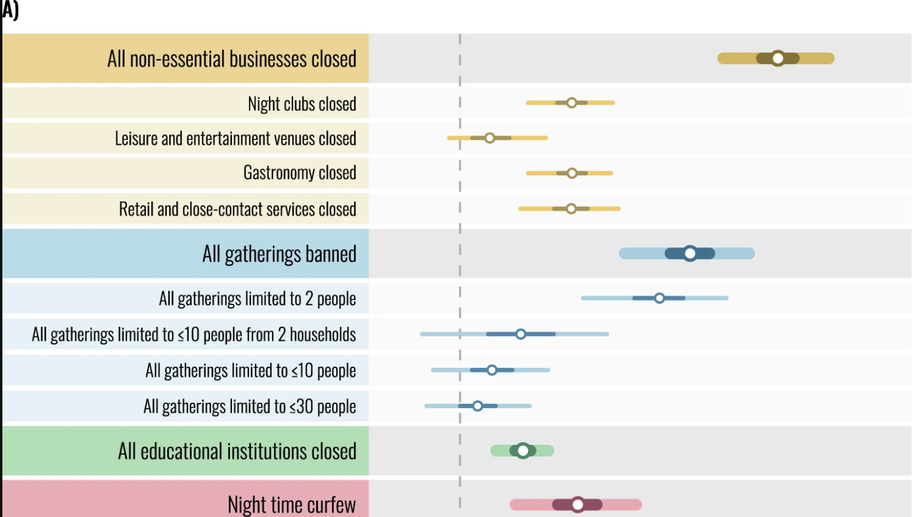 A)
All non-essential businesses closed
Night clubs closed
Leisure and entertainment venues closed
Gastronomy closed
Retail and close-contact services closed
All gatherings banned
All gatherings limited to 2 people
All gatherings limited to ≤10 people from 2 households
All gatherings limited to ≤10 people
All gatherings limited to ≤30 people
All educational institutions closed
Night time curfew